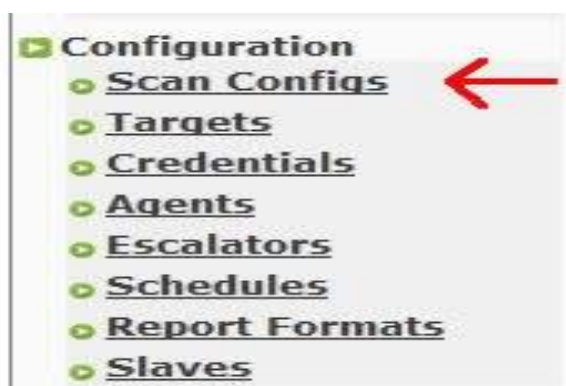 Configuration
Scan Configs
Targets
Credentials
Agents
Escalators
Schedules
Report Formats
Slaves